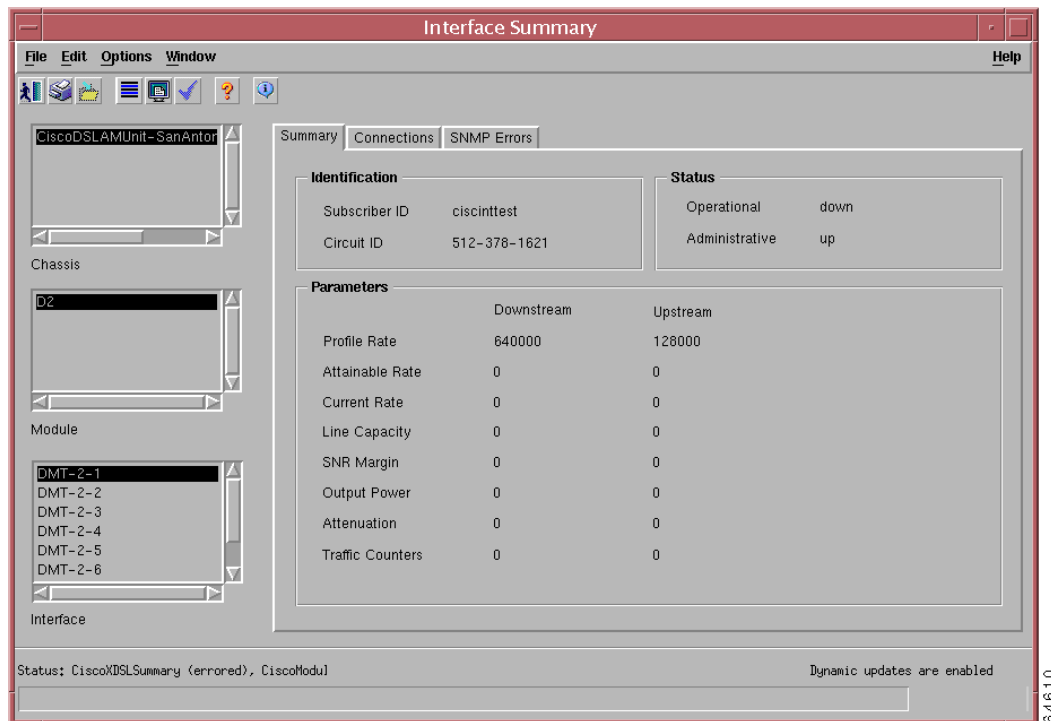 Interface Summary
File Edit Options Window Help
CiscoDSLAMUnit-SanAntor
Chassis
D2
Module
DMT-2-1
DMT-2-2
DMT-2-3
DMT-2-4
DMT-2-5
DMT-2-6
Interface
Summary Connections SNMP Errors
Identification
Subscriber ID ciscinttest
Circuit ID 512-378-1621
Status
Operational down
Administrative up
Parameters
Downstream Upstream
Profile Rate 640000 128000
Attainable Rate 0 0
Current Rate 0 0
Line Capacity 0 0
SNR Margin 0 0
Output Power 0 0
Attenuation 0 0
Traffic Counters 0 0
Status: CiscoXDSLSummary (errored), CiscoModul Dynamic updates are enabled